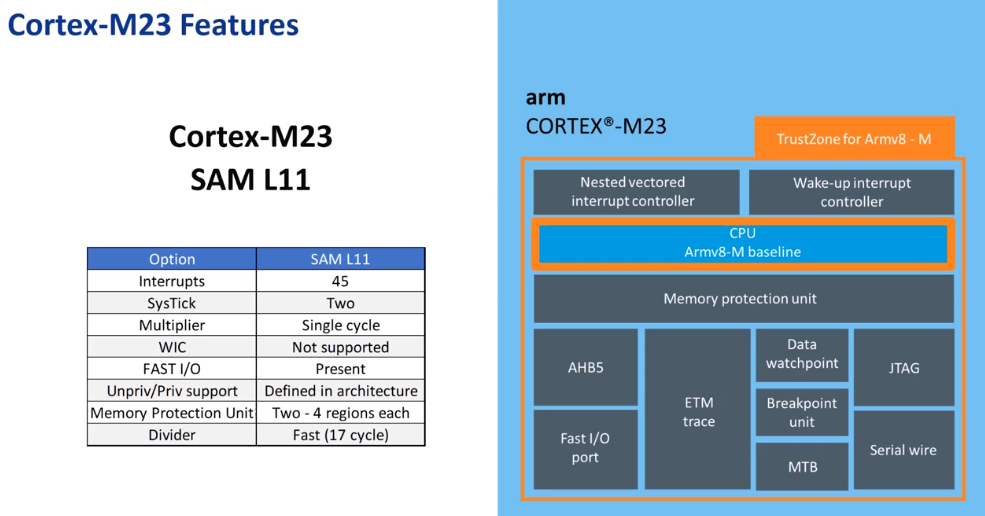 Cortex-M23 Features
Cortex-M23
SAM L11
Option SAM L11
Interrupts 45
SysTick Two
Multiplier Single cycle
WIC Not supported
FAST I/O Present
Unpriv/Priv support Defined in architecture
Memory Protection Unit Two - 4 regions each
Divider Fast (17 cycle)
arm
CORTEX®-M23
TrustZone for Armv8 - M
Nested vectored
interrupt controller
Wake-up interrupt
controller
CPU
Armv8-M baseline
Memory protection unit
AHB5
ETM
trace
Data
watchpoint
JTAG
Breakpoint
unit
Fast I/O
port
MTB
Serial wire